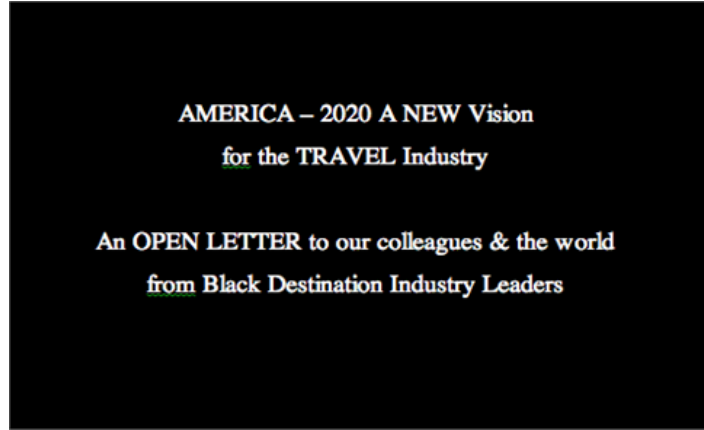 AMERICA – 2020 A NEW Vision
for the TRAVEL Industry
An OPEN LETTER to our colleagues & the world
from Black Destination Industry Leaders